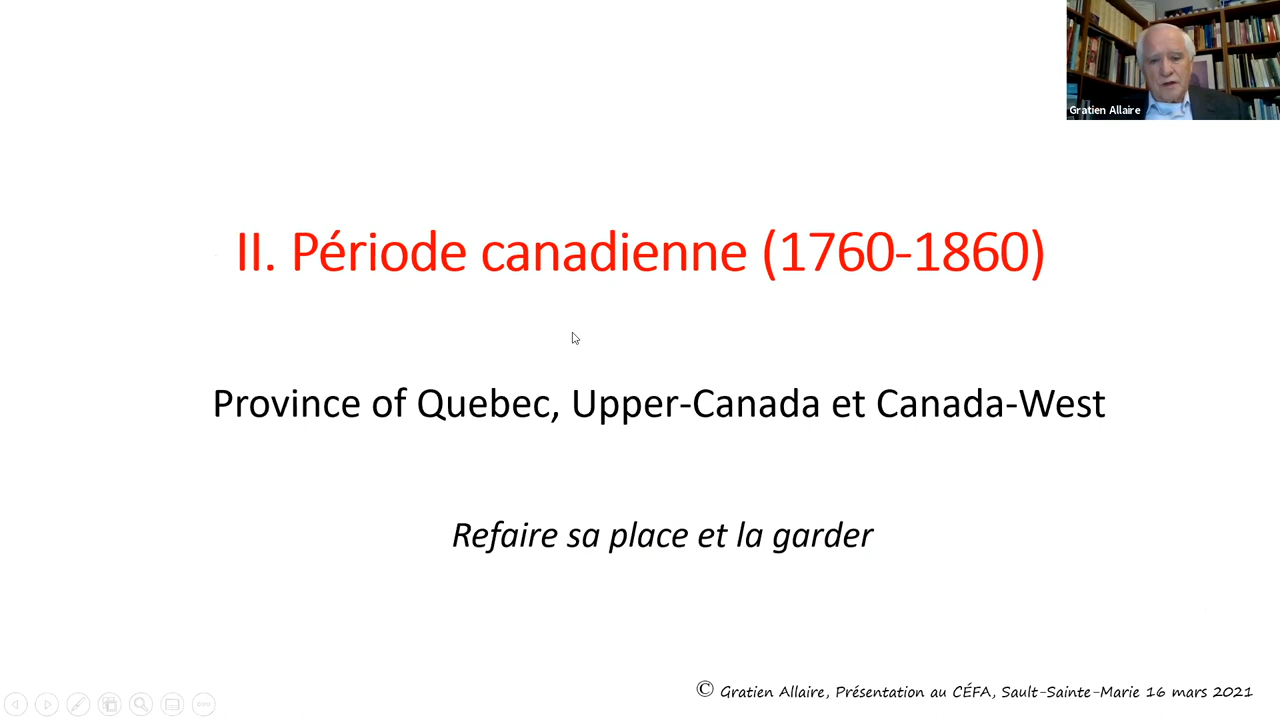 Gratien Allaire
II. Période canadienne (1760-1860)
Province of Quebec, Upper-Canada et Canada-West
Refaire sa place et la garder
© Gratien Allaire, Présentation au CÉFA, Sault-Sainte-Marie 16 mars 2021